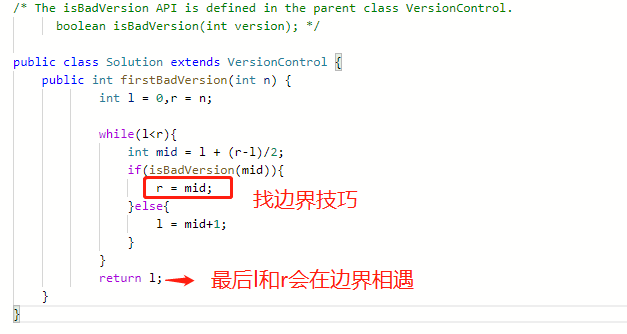 /* The isBadVersion API is defined in the parent class VersionControl.
boolean isBadVersion(int version); */
public class Solution extends VersionControl {
public int firstBadVersion(int n) {
int l = 0,r = n;
while(l<r){
int mid = l + (r-l)/2;
if(isBadVersion(mid)){
r = mid; 找边界技巧
}else{
l = mid+1;
}
}
return l; 最后l和r会在边界相遇
}
}